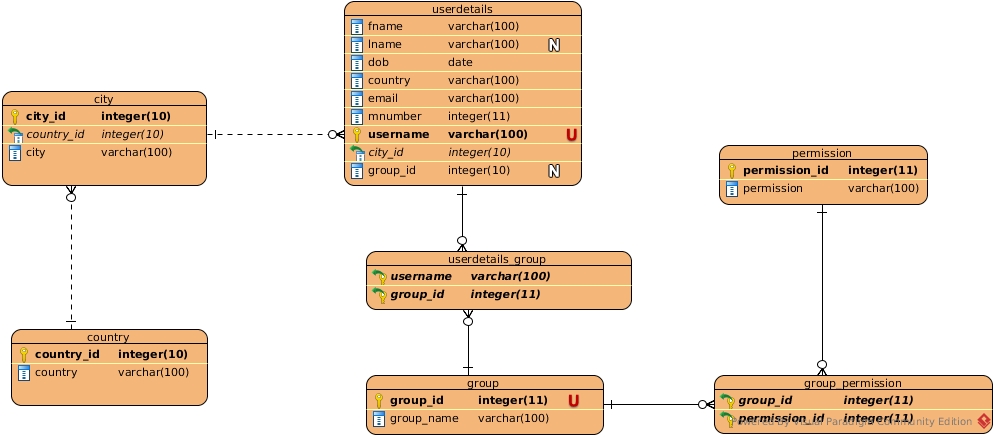 userdetails
fname varchar(100)
lname varchar(100) N
dob date
country varchar(100)
email varchar(100)
mnumber integer(11)
username varchar(100) U
city_id integer(10)
group_id integer(10) N
city
city_id integer(10)
country_id integer(10)
city varchar(100)
permission
permission_id integer(11)
permission varchar(100)
userdetails_group
username varchar(100)
group_id integer(11)
country
country_id integer(10)
country varchar(100)
group
group_id integer(11) U
group_name varchar(100)
group_permission
group_id integer(11)
permission_id integer(11)
Powered By Visual Paradigm Community Edition